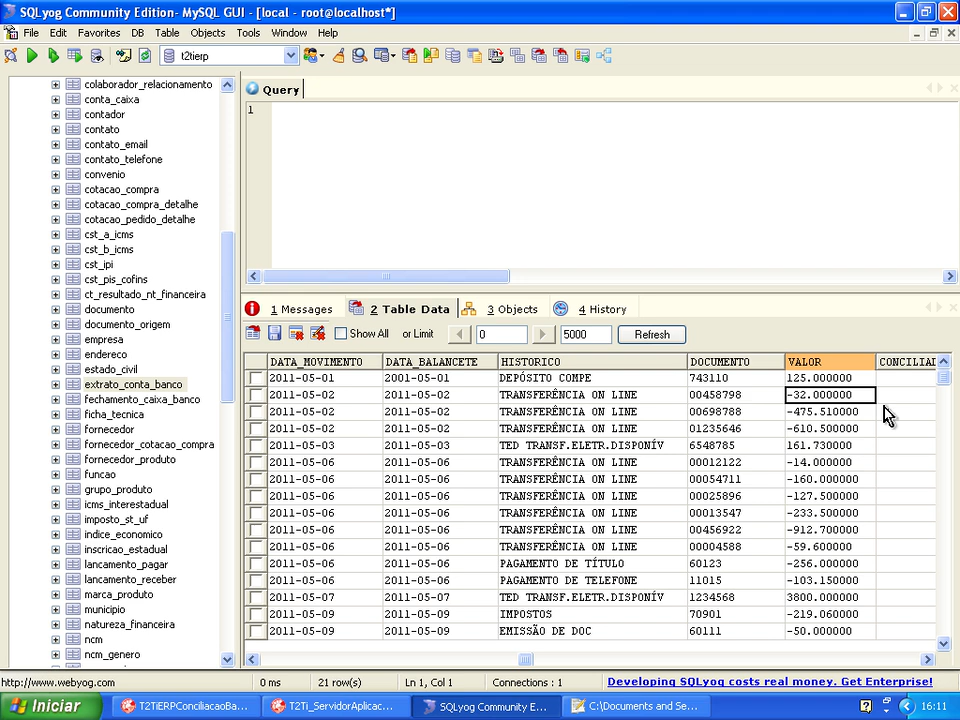 SQLyog Community Edition- MySQL GUI - [local - root@localhost*]
File Edit Favorites DB Table Objects Tools Window Help
t2tierp
colaborador_relacionamento
conta_caixa
contador
contato
contato_email
contato_telefone
convenio
cotacao_compra
cotacao_compra_detalhe
cotacao_pedido_detalhe
cst_a_icms
cst_b_icms
cst_ipi
cst_pis_cofins
ct_resultado_nt_financeira
documento
documento_origem
empresa
endereco
estado_civil
extrato_conta_banco
fechamento_caixa_banco
ficha_tecnica
fornecedor
fornecedor_cotacao_compra
fornecedor_produto
funcao
grupo_produto
icms_interestadual
imposto_st_uf
indice_economico
inscricao_estadual
lancamento_pagar
lancamento_receber
marca_produto
municipio
natureza_financeira
ncm
ncm_genero
Query
1
1 Messages 2 Table Data 3 Objects 4 History
Show All or Limit 0 5000 Refresh
DATA_MOVIMENTO DATA_BALANCETE HISTORICO DOCUMENTO VALOR CONCILIAD
2011-05-01 2001-05-01 DEPÓSITO COMPE 743110 125.000000
2011-05-02 2011-05-02 TRANSFERÊNCIA ON LINE 00458798 -32.000000
2011-05-02 2011-05-02 TRANSFERÊNCIA ON LINE 00698788 -475.510000
2011-05-02 2011-05-02 TRANSFERÊNCIA ON LINE 01235646 -610.500000
2011-05-03 2011-05-03 TED TRANSF.ELETR.DISPONÍV 6548785 161.730000
2011-05-06 2011-05-06 TRANSFERÊNCIA ON LINE 00012122 -14.000000
2011-05-06 2011-05-06 TRANSFERÊNCIA ON LINE 00054711 -160.000000
2011-05-06 2011-05-06 TRANSFERÊNCIA ON LINE 00025896 -127.500000
2011-05-06 2011-05-06 TRANSFERÊNCIA ON LINE 00013547 -233.500000
2011-05-06 2011-05-06 TRANSFERÊNCIA ON LINE 00456922 -912.700000
2011-05-06 2011-05-06 TRANSFERÊNCIA ON LINE 00004588 -59.600000
2011-05-06 2011-05-06 PAGAMENTO DE TÍTULO 60123 -256.000000
2011-05-06 2011-05-06 PAGAMENTO DE TELEFONE 11015 -103.150000
2011-05-07 2011-05-07 TED TRANSF.ELETR.DISPONÍV 1234568 3800.000000
2011-05-09 2011-05-09 IMPOSTOS 70901 -219.060000
2011-05-09 2011-05-09 EMISSÃO DE DOC 60111 -50.000000
http://www.webyog.com 0 ms 21 row(s) Ln 1, Col 1 Connections : 1 Developing SQLyog costs real money. Get Enterprise!
Iniciar T2TiERPConciliacaoBa... T2Ti_ServidorAplicac... SQLyog Community E... C:\Documents and Se... 16:11